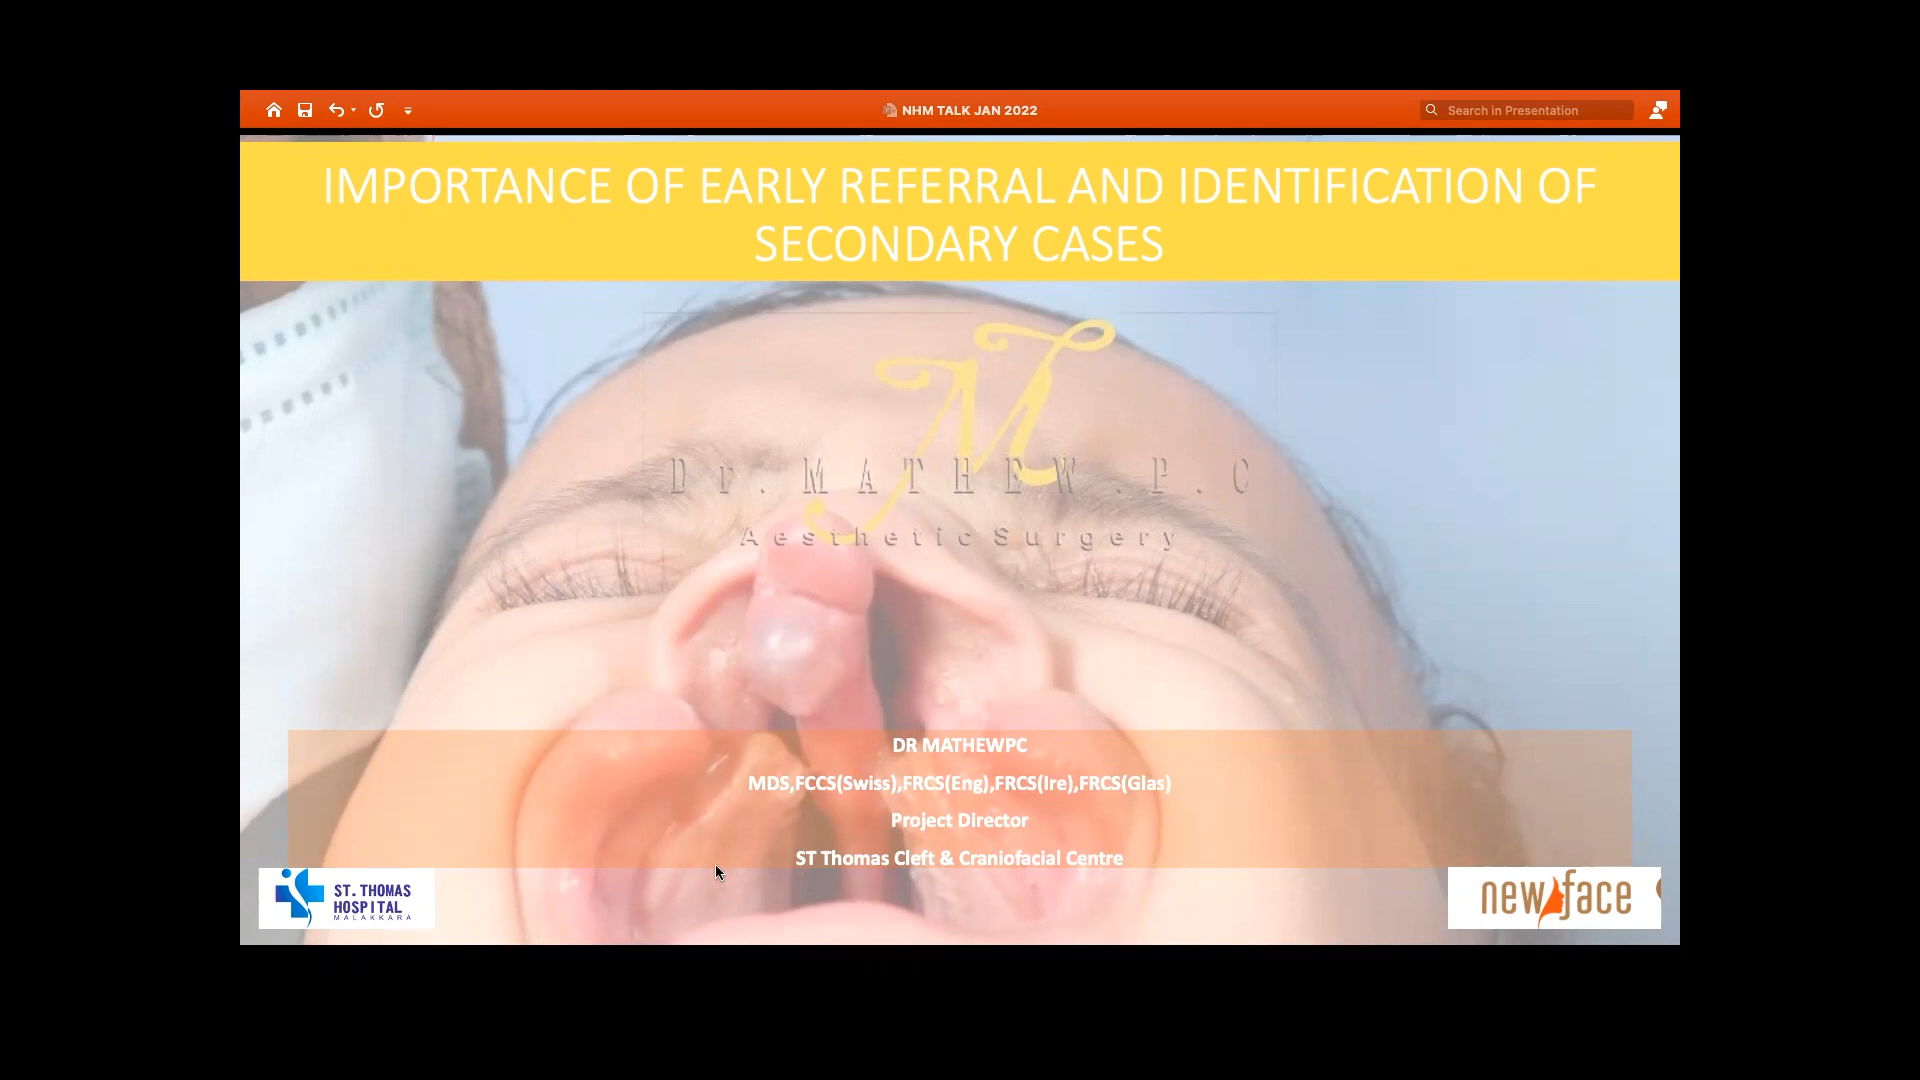 NHM TALK JAN 2022
Search in Presentation
IMPORTANCE OF EARLY REFERRAL AND IDENTIFICATION OF
SECONDARY CASES
M
Dr. MATHEW.P.C
Aesthetic Surgery
DR MATHEWPC
MDS,FCCS(Swiss),FRCS(Eng),FRCS(Ire),FRCS(Glas)
Project Director
ST Thomas Cleft & Craniofacial Centre
ST. THOMAS
HOSPITAL
MALAKKARA
new face